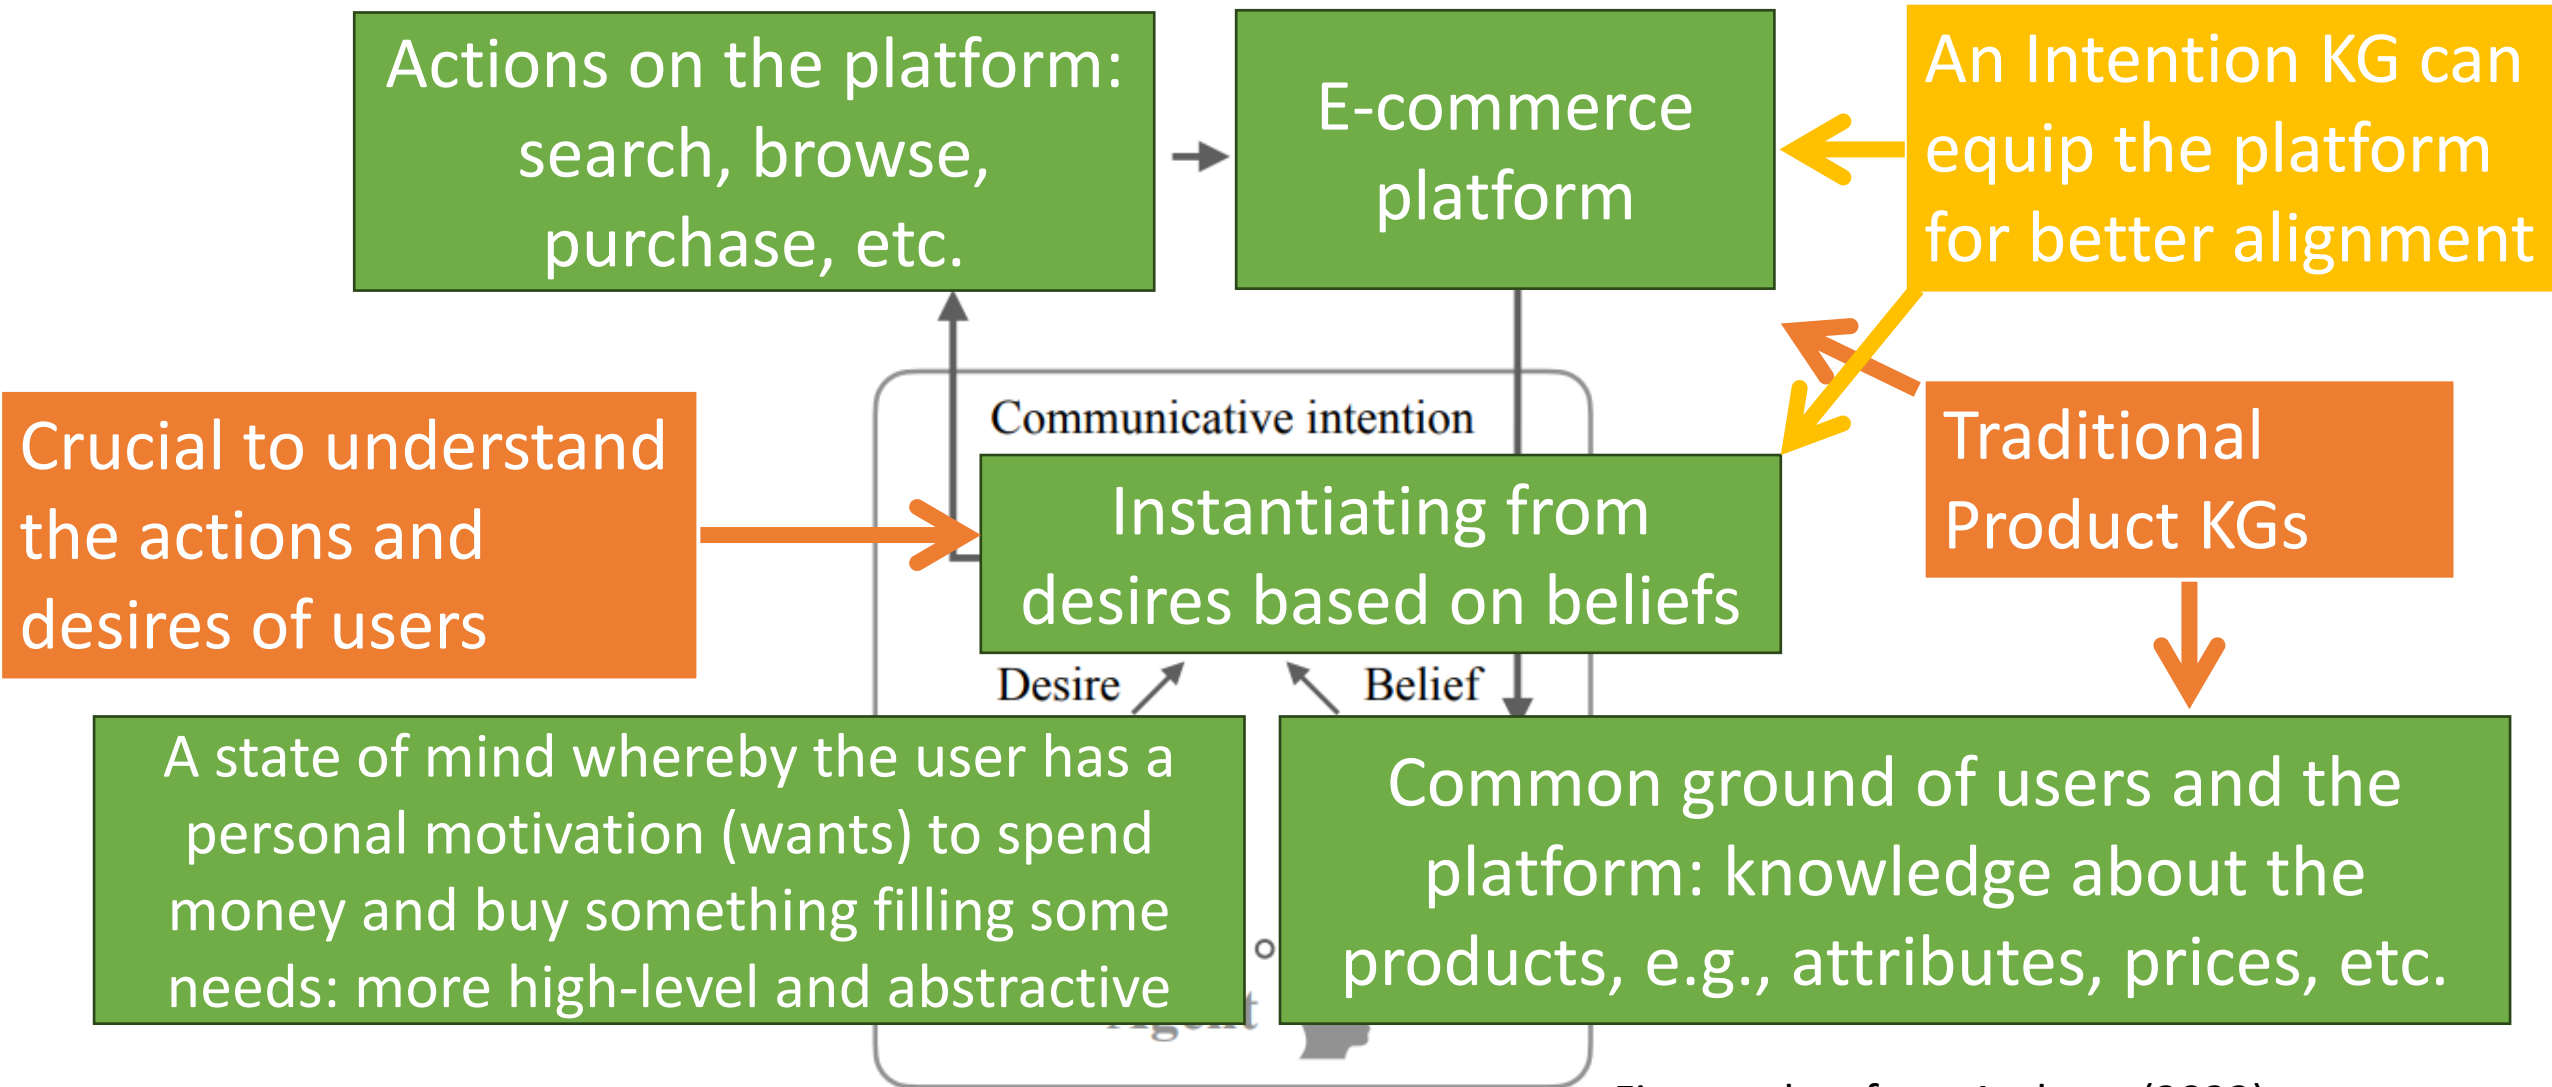 Actions on the platform:
search, browse,
purchase, etc.
E-commerce
platform
An Intention KG can
equip the platform
for better alignment
Communicative intention
Crucial to understand
the actions and
desires of users
Instantiating from
desires based on beliefs
Traditional
Product KGs
Desire
Belief
A state of mind whereby the user has a
personal motivation (wants) to spend
money and buy something filling some
needs: more high-level and abstractive
Common ground of users and the
platform: knowledge about the
products, e.g., attributes, prices, etc.
Agent